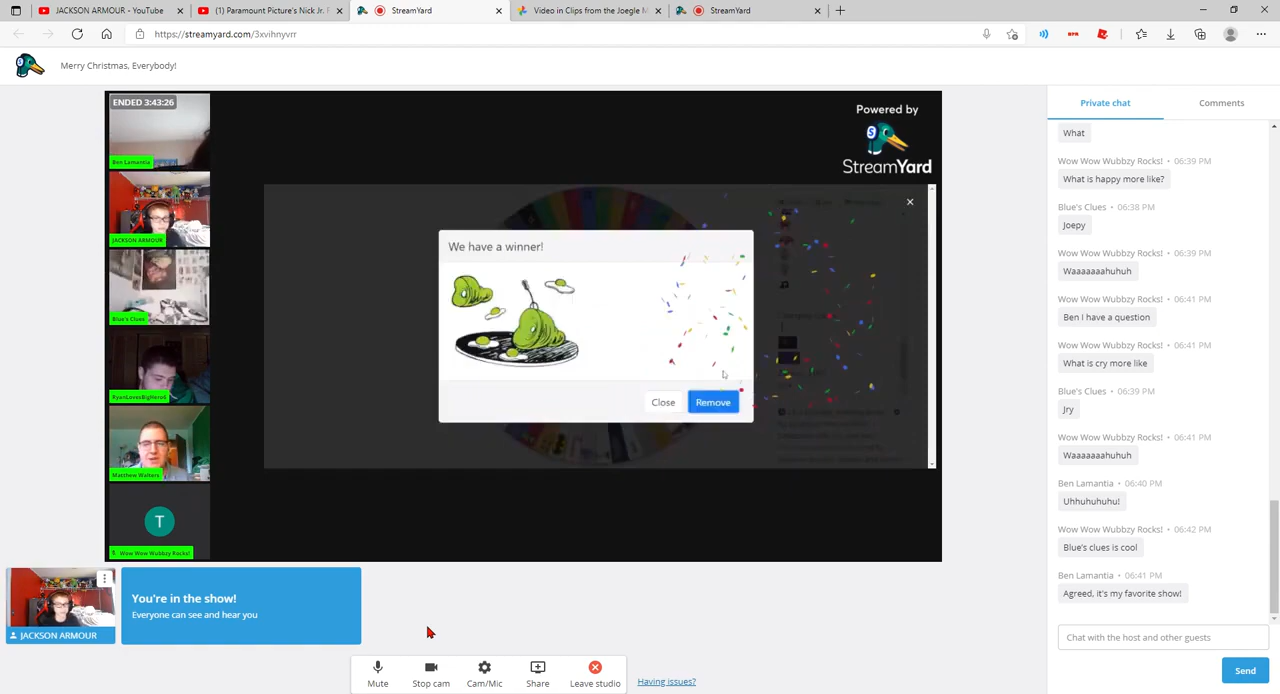 JACKSON ARMOUR - YouTube
(1) Paramount Picture's Nick Jr. F
StreamYard
Video in Clips from the Joegle M
StreamYard
https://streamyard.com/3xvihnyvrr
Merry Christmas, Everybody!
Private chat
Comments
ENDED 3:43:26
Ben Lamantia
JACKSON ARMOUR
Blue's Clues
RyanLovesBigHero6
Matthew Walters
T
Wow Wow Wubbzy Rocks!
Powered by
StreamYard
We have a winner!
Close
Remove
What
Wow Wow Wubbzy Rocks! • 06:39 PM
What is happy more like?
Blue's Clues • 06:38 PM
Joepy
Wow Wow Wubbzy Rocks! • 06:39 PM
Waaaaaaahuhuh
Wow Wow Wubbzy Rocks! • 06:41 PM
Ben I have a question
Wow Wow Wubbzy Rocks! • 06:41 PM
What is cry more like
Blue's Clues • 06:39 PM
Jry
Wow Wow Wubbzy Rocks! • 06:41 PM
Waaaaaaahuhuh
Ben Lamantia • 06:40 PM
Uhhuhuhuhu!
Wow Wow Wubbzy Rocks! • 06:42 PM
Blue's clues is cool
Ben Lamantia • 06:41 PM
Agreed, it's my favorite show!
Chat with the host and other guests
Send
JACKSON ARMOUR
You're in the show!
Everyone can see and hear you
Mute
Stop cam
Cam/Mic
Share
Leave studio
Having issues?